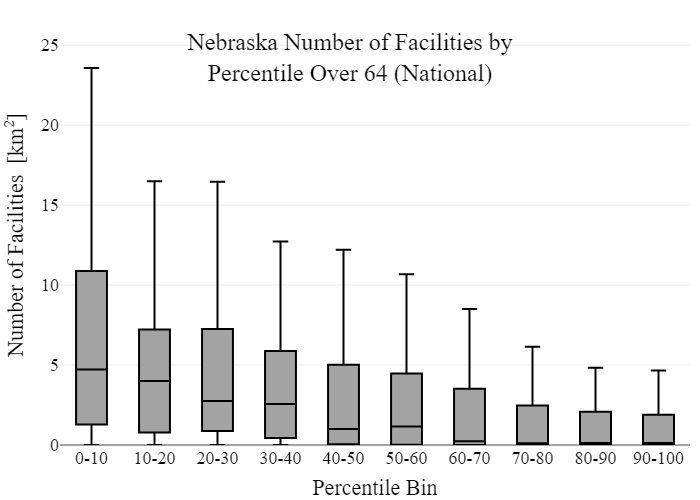 Nebraska Number of Facilities by
Percentile Over 64 (National)
Number of Facilities [km²]
25
20
15
10
5
0
0-10 10-20 20-30 30-40 40-50 50-60 60-70 70-80 80-90 90-100
Percentile Bin